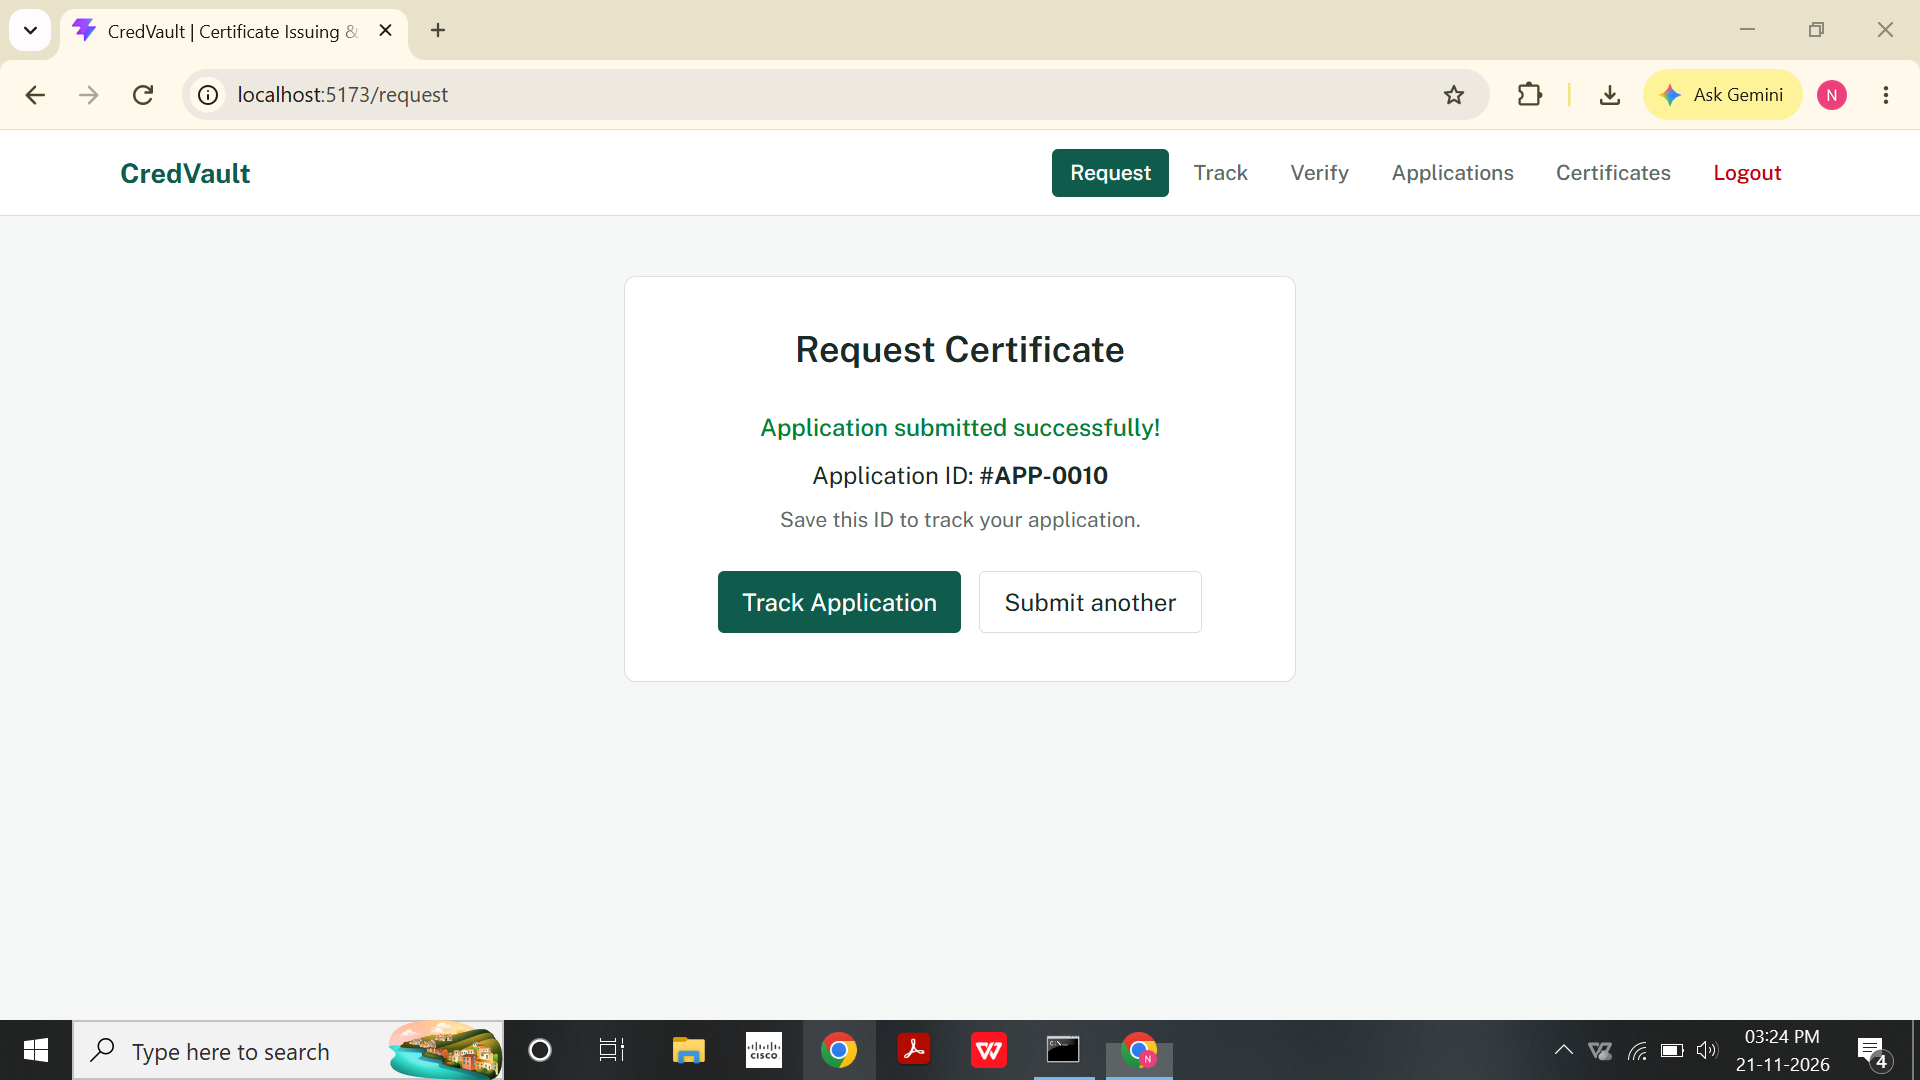 CredVault | Certificate Issuing &
localhost:5173/request
Ask Gemini
N
CredVault
Request
Track
Verify
Applications
Certificates
Logout
Request Certificate
Application submitted successfully!
Application ID: #APP-0010
Save this ID to track your application.
Track Application
Submit another
Type here to search
cisco
C:\_
N
03:24 PM
21-11-2026
4